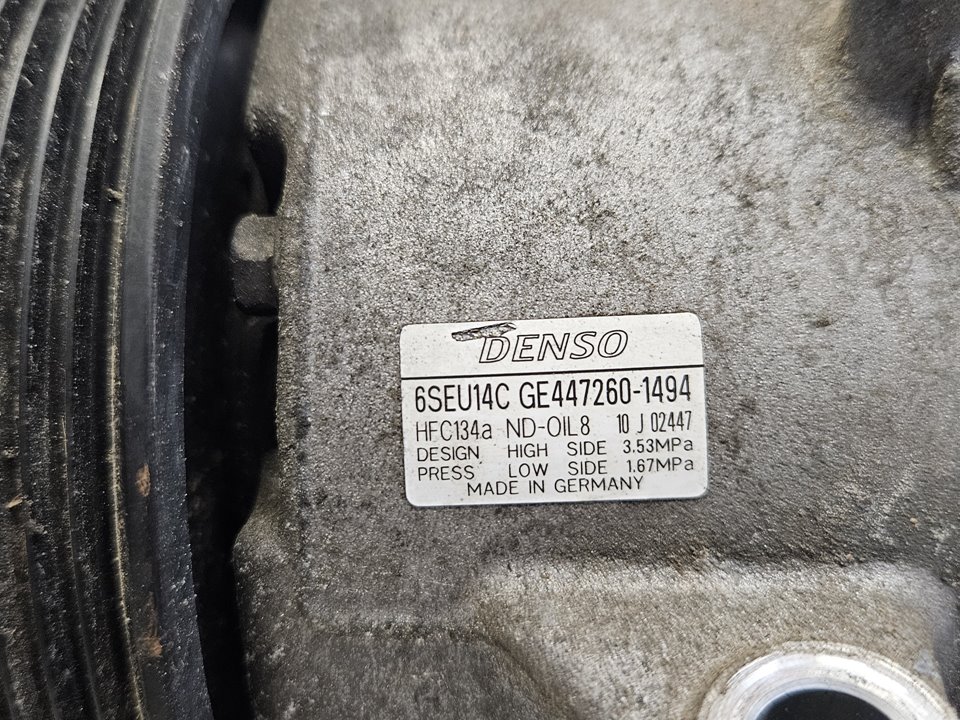 DENSO
6SEU14C GE447260-1494
HFC134a ND-OIL8 10 J 02447
DESIGN HIGH SIDE 3.53MPa
PRESS LOW SIDE 1.67MPa
MADE IN GERMANY